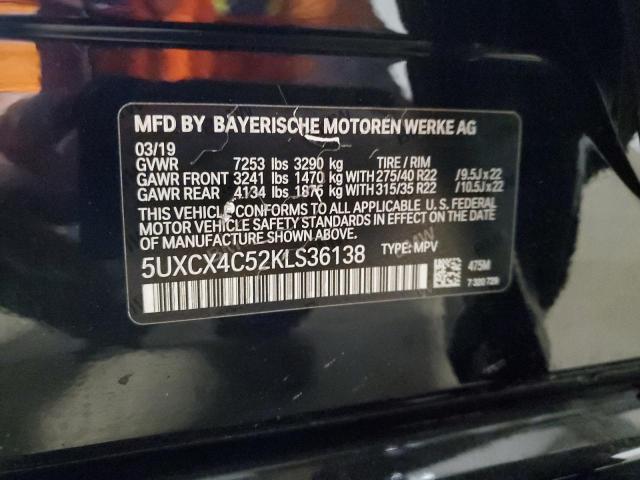 MFD BY BAYERISCHE MOTOREN WERKE AG
03/19
GVWR 7253 lbs 3290 kg TIRE / RIM
GAWR FRONT 3241 lbs 1470 kg WITH 275/40 R22 /9.5J x 22
GAWR REAR 4134 lbs 1875 kg WITH 315/35 R22 /10.5J x 22
THIS VEHICLE CONFORMS TO ALL APPLICABLE U. S. FEDERAL
MOTOR VEHICLE SAFETY STANDARDS IN EFFECT ON THE DATE
OF MANUFACTURE SHOWN ABOVE.
5UXCX4C52KLS36138 TYPE: MPV
475M